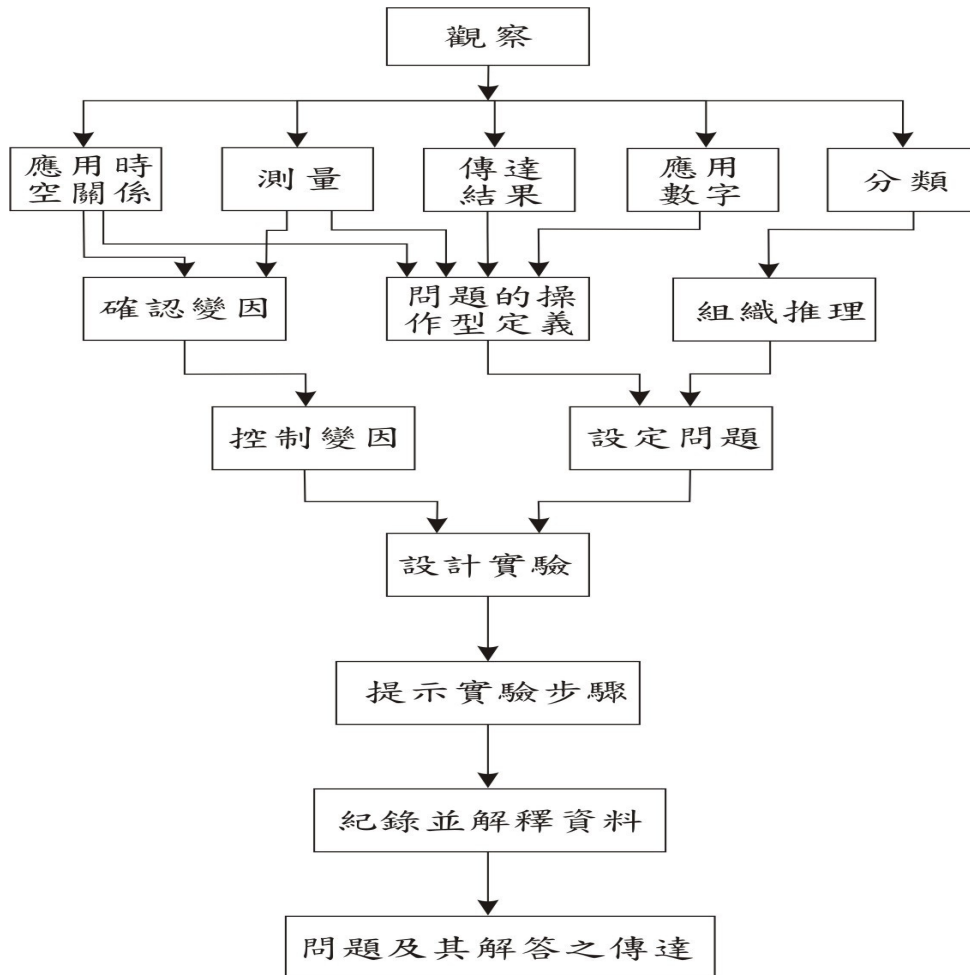 觀察
應用時
空關係
測量
傳達
結果
應用
數字
分類
確認變因
問題的操
作型定義
組織推理
控制變因
設定問題
設計實驗
提示實驗步驟
紀錄並解釋資料
問題及其解答之傳達